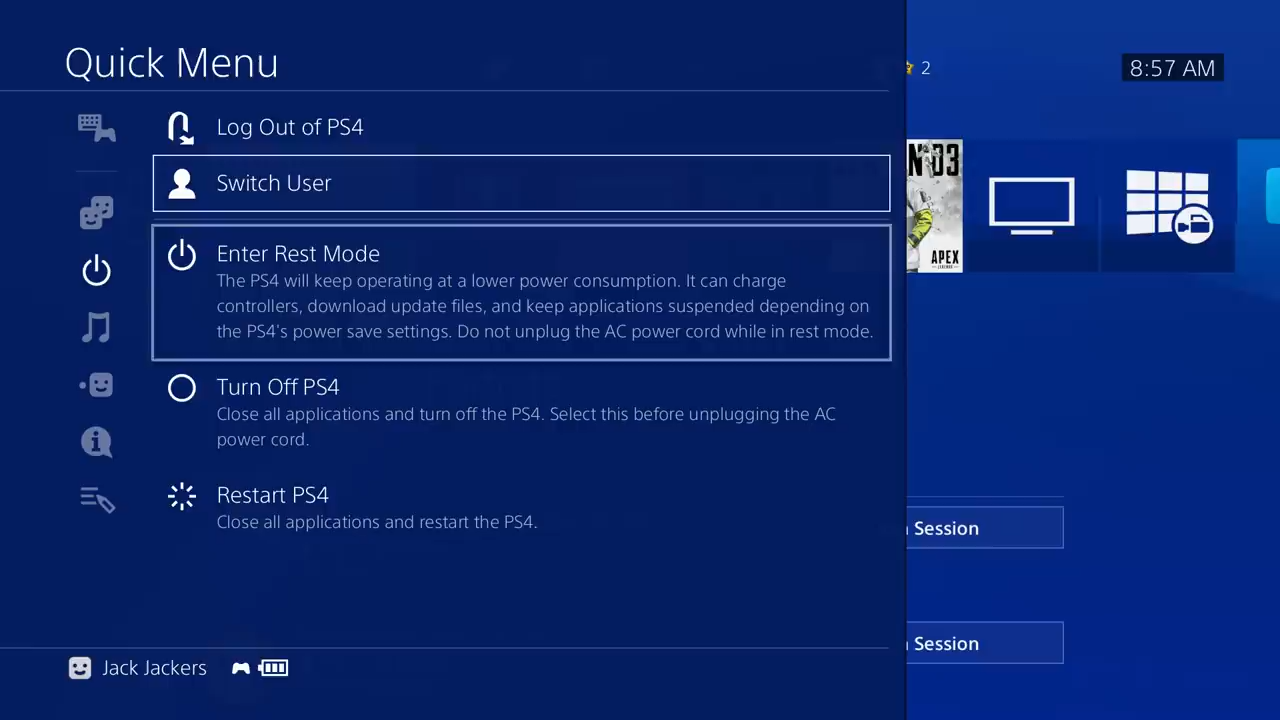 Quick Menu
2
8:57 AM
Log Out of PS4
Switch User
Enter Rest Mode
The PS4 will keep operating at a lower power consumption. It can charge
controllers, download update files, and keep applications suspended depending on
the PS4's power save settings. Do not unplug the AC power cord while in rest mode.
Turn Off PS4
Close all applications and turn off the PS4. Select this before unplugging the AC
power cord.
Restart PS4
Close all applications and restart the PS4.
03
APEX
Session
Session
Jack Jackers